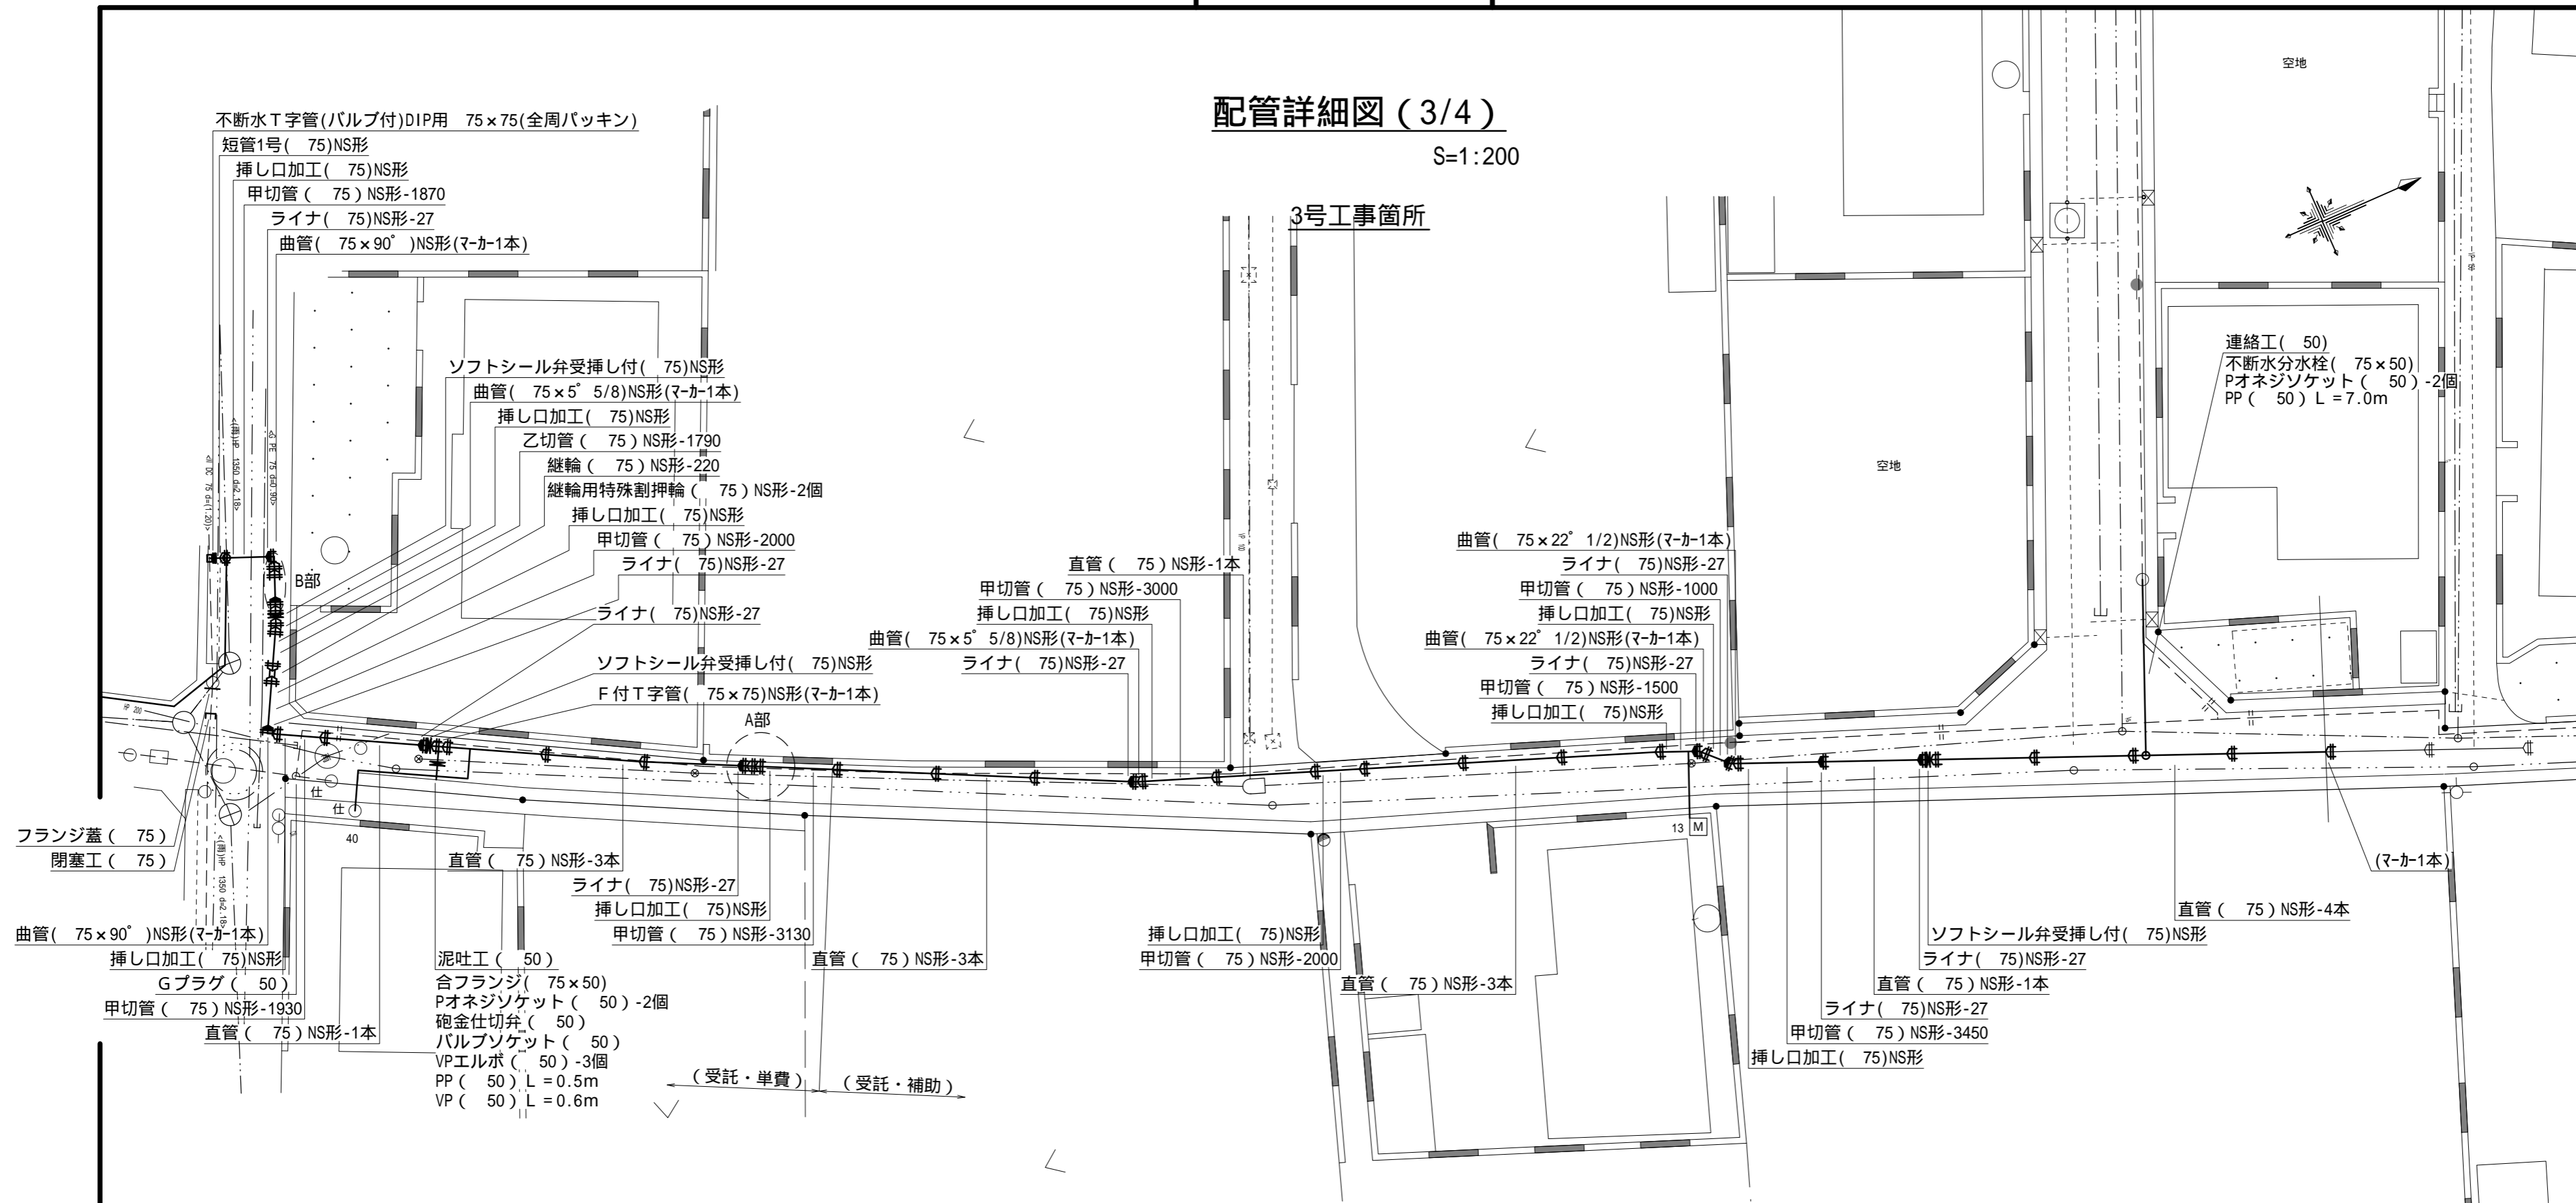 配管詳細図（3/4）
S=1:200
3号工事箇所
空地
不断水Ｔ字管(バルブ付)DIP用　75×75(全周パッキン)
短管1号(　75)NS形
挿し口加工(　75)NS形
甲切管（　75）NS形-1870
ライナ(　75)NS形-27
曲管(　75×90°)NS形(ﾏｰｶｰ1本)
ソフトシール弁受挿し付(　75)NS形
曲管(　75×5°5/8)NS形(ﾏｰｶｰ1本)
挿し口加工(　75)NS形
乙切管（　75）NS形-1790
継輪（　75）NS形-220
継輪用特殊割押輪（　75）NS形-2個
挿し口加工(　75)NS形
甲切管（　75）NS形-2000
ライナ(　75)NS形-27
B部
ライナ(　75)NS形-27
ソフトシール弁受挿し付(　75)NS形
Ｆ付Ｔ字管(　75×75)NS形(ﾏｰｶｰ1本)
A部
直管（　75）NS形-1本
甲切管（　75）NS形-3000
挿し口加工(　75)NS形
曲管(　75×5°5/8)NS形(ﾏｰｶｰ1本)
ライナ(　75)NS形-27
曲管(　75×22°1/2)NS形(ﾏｰｶｰ1本)
ライナ(　75)NS形-27
甲切管（　75）NS形-1000
挿し口加工(　75)NS形
曲管(　75×22°1/2)NS形(ﾏｰｶｰ1本)
ライナ(　75)NS形-27
甲切管（　75）NS形-1500
挿し口加工(　75)NS形
空地
連絡工(　50)
不断水分水栓(　75×50)
Pオネジソケット（　50）-2個
PP（　50）L =7.0m
<(雨)HP　1350 d=2.18>
<G PE　75 d=0.90>
フランジ蓋（　75）
閉塞工（　75）
曲管(　75×90°)NS形(ﾏｰｶｰ1本)
挿し口加工(　75)NS形
Ｇプラグ（　50）
甲切管（　75）NS形-1930
直管（　75）NS形-1本
仕
仕
40
<(雨)HP　1350 d=2.18>
直管（　75）NS形-3本
ライナ(　75)NS形-27
挿し口加工(　75)NS形
甲切管（　75）NS形-3130
直管（　75）NS形-3本
泥吐工（　50）
合フランジ(　75×50)
Pオネジソケット（　50）-2個
砲金仕切弁（　50）
バルブソケット（　50）
VPエルボ（　50）-3個
PP（　50）L =0.5m
VP（　50）L =0.6m
（受託・単費）
（受託・補助）
挿し口加工(　75)NS形
甲切管（　75）NS形-2000
直管（　75）NS形-3本
13 M
挿し口加工(　75)NS形
甲切管（　75）NS形-3450
ライナ(　75)NS形-27
直管（　75）NS形-1本
ライナ(　75)NS形-27
ソフトシール弁受挿し付(　75)NS形
直管（　75）NS形-4本
(ﾏｰｶｰ1本)